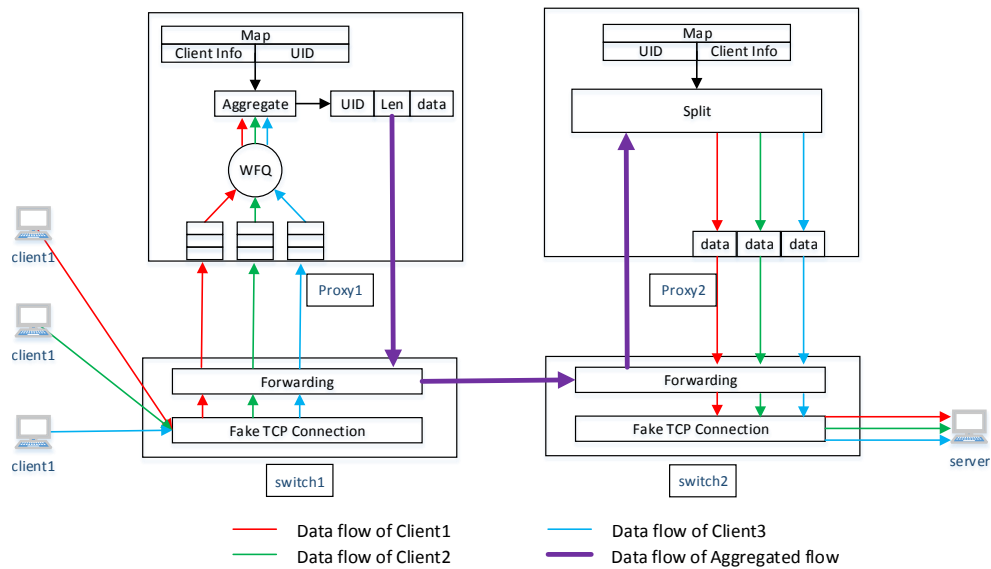 Map
Client Info UID
Aggregate
UID Len data
WFQ
Proxy1
Map
UID Client Info
Split
data data data
Proxy2
client1
client1
client1
Forwarding
Fake TCP Connection
switch1
Forwarding
Fake TCP Connection
switch2
server
Data flow of Client1
Data flow of Client2
Data flow of Client3
Data flow of Aggregated flow